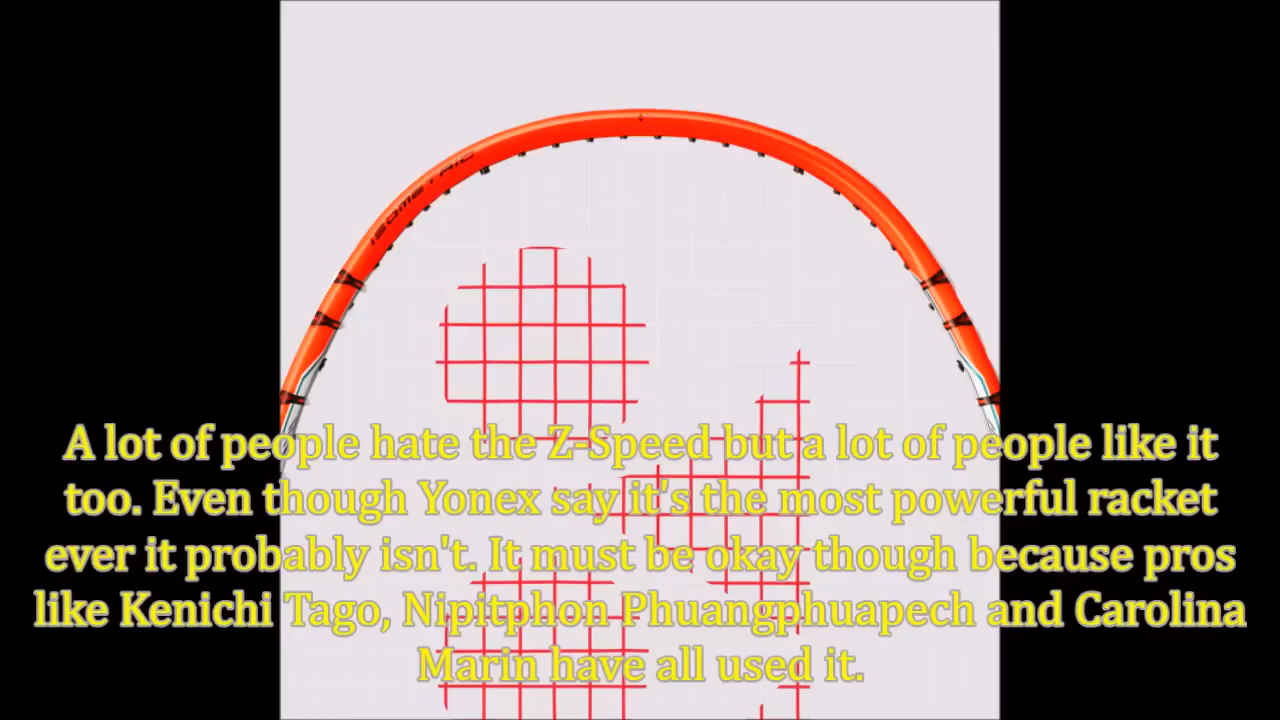 ISOMETRIC
A lot of people hate the Z-Speed but a lot of people like it
too. Even though Yonex say it's the most powerful racket
ever it probably isn't. It must be okay though because pros
like Kenichi Tago, Nipitphon Phuangphuapech and Carolina
Marin have all used it.